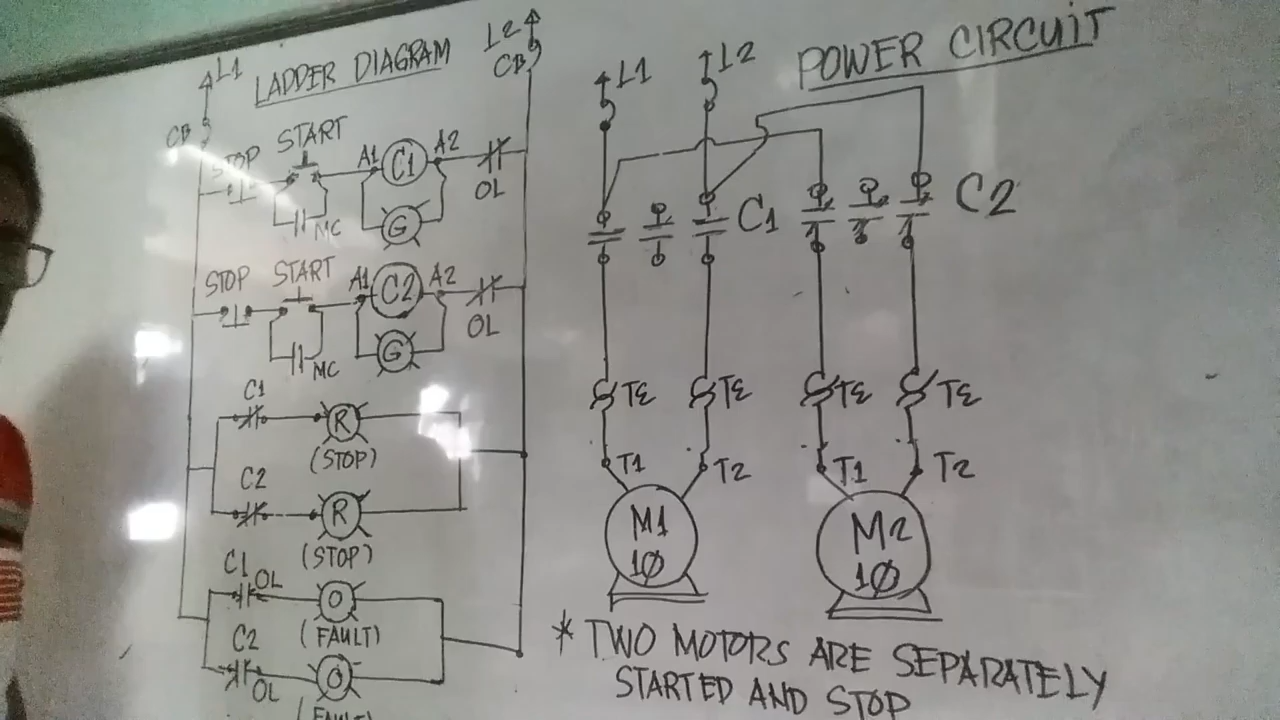 L1
LADDER DIAGRAM
L2
CB
CB
STOP
START
A1
C1
A2
OL
MC
G
STOP
START
A1
C2
A2
OL
MC
G
C1
R
(STOP)
C2
R
(STOP)
C1
OL
O
(FAULT)
C2
OL
O
(FAULT
POWER CIRCUIT
L1
L2
C1
C2
TE
TE
TE
TE
T1
T2
T1
T2
M1
1Ø
M2
1Ø
* TWO MOTORS ARE SEPARATELY
STARTED AND STOP